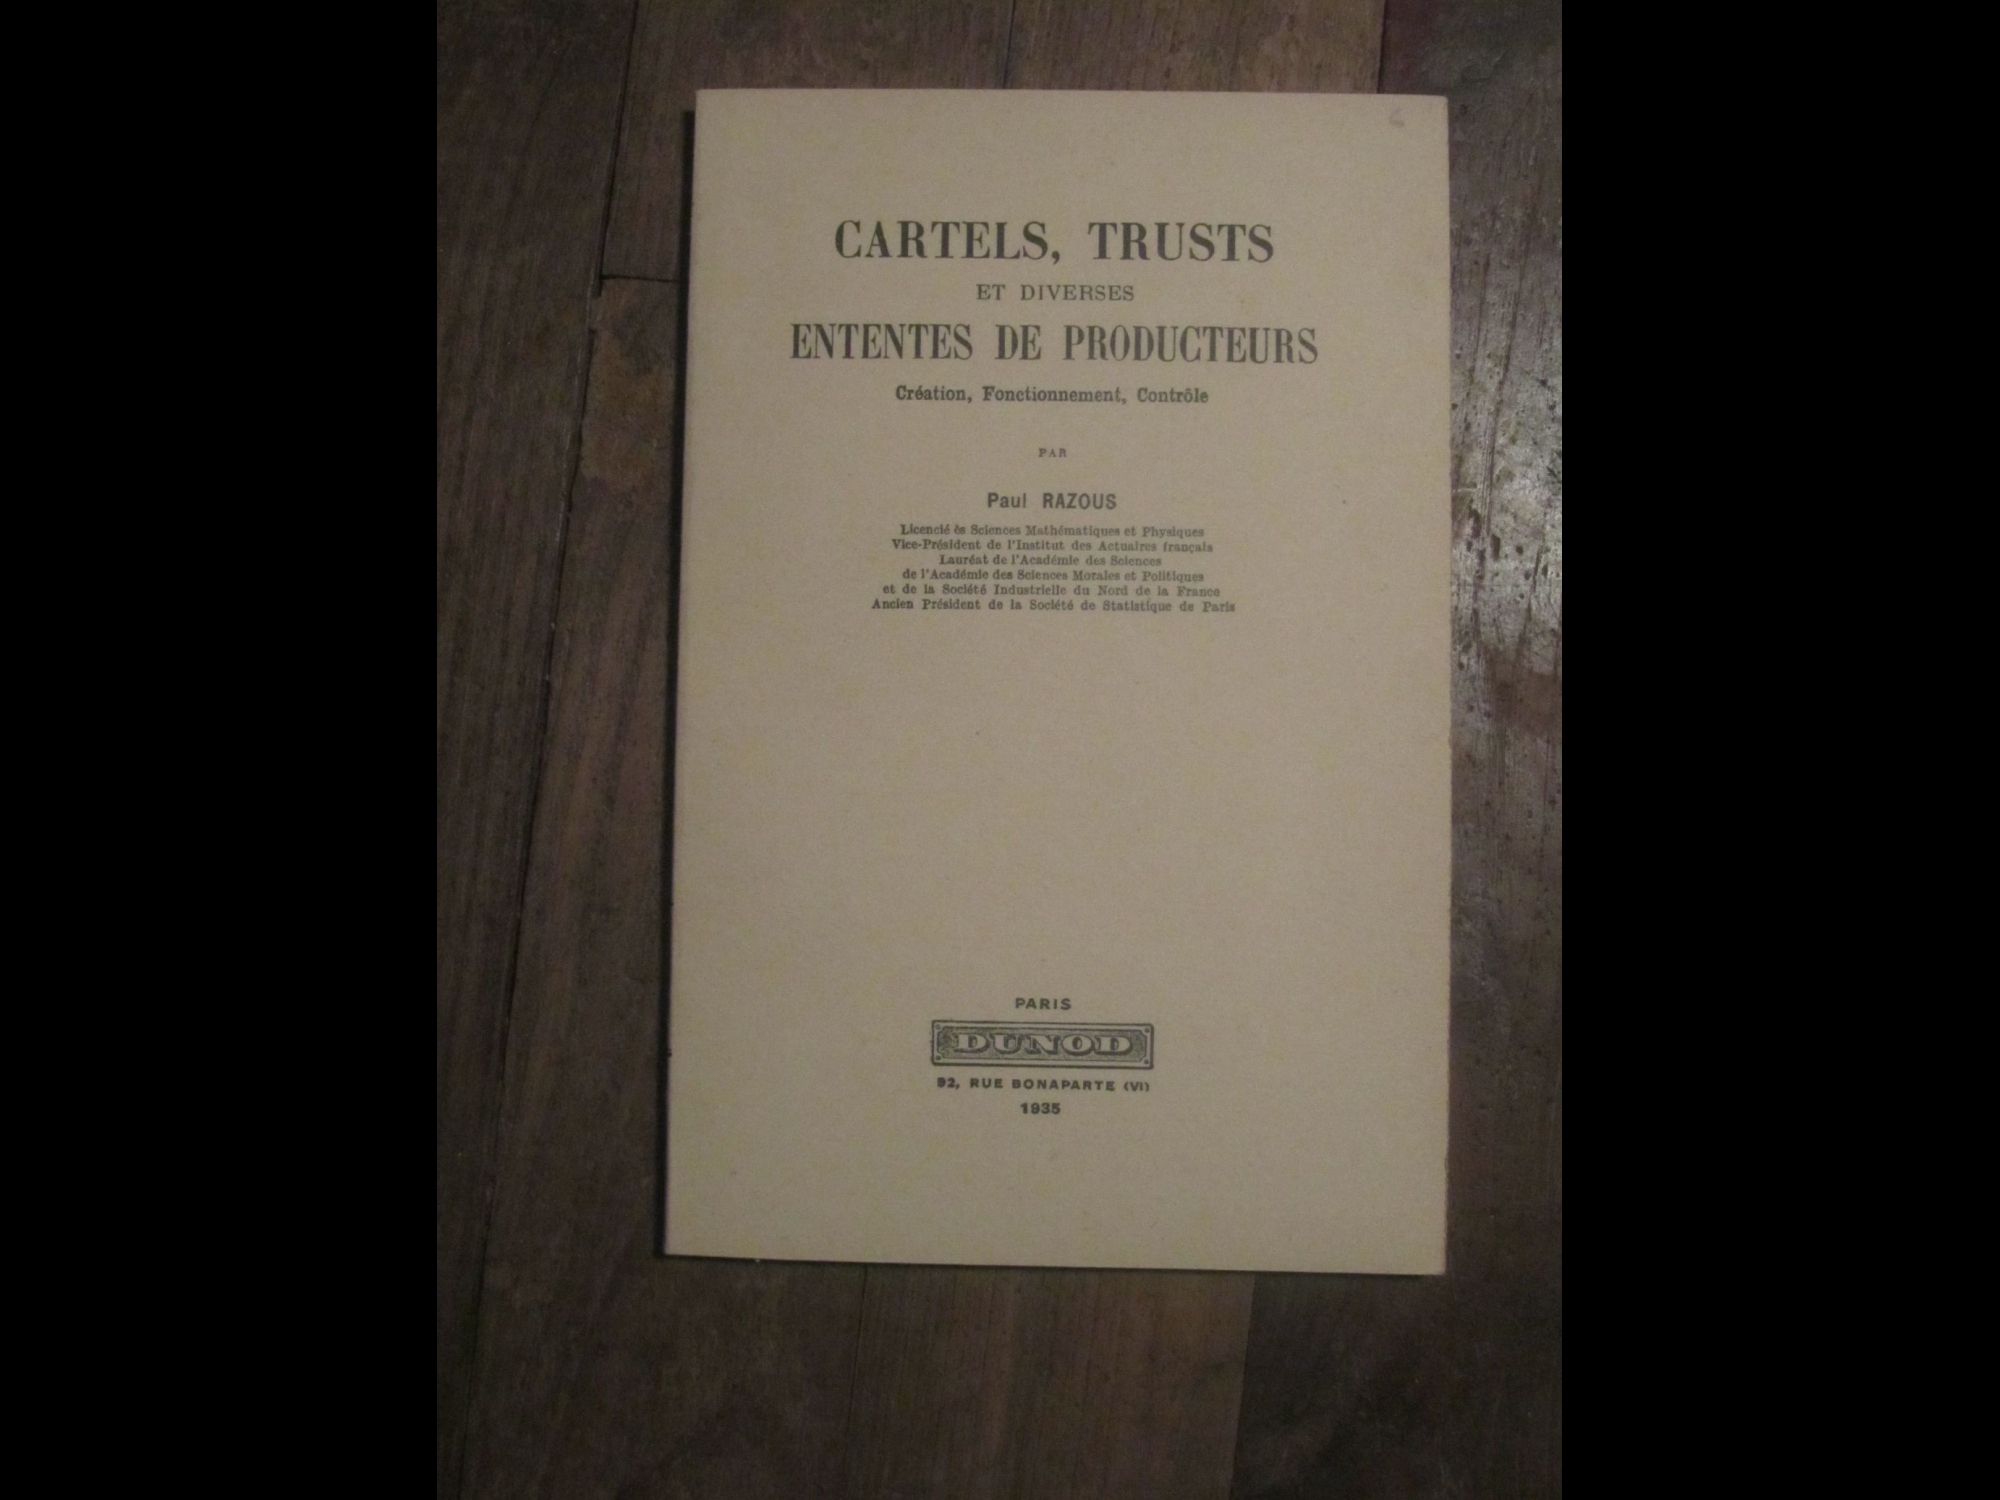 CARTELS, TRUSTS
ET DIVERSES
ENTENTES DE PRODUCTEURS
Création, Fonctionnement, Contrôle
PAR
Paul RAZOUS
Licencié ès Sciences Mathématiques et Physiques
Vice-Président de l'Institut des Actuaires français
Lauréat de l'Académie des Sciences
de l'Académie des Sciences Morales et Politiques
et de la Société Industrielle du Nord de la France
Ancien Président de la Société de Statistique de Paris
PARIS
DUNOD
92, RUE BONAPARTE (VI)
1935